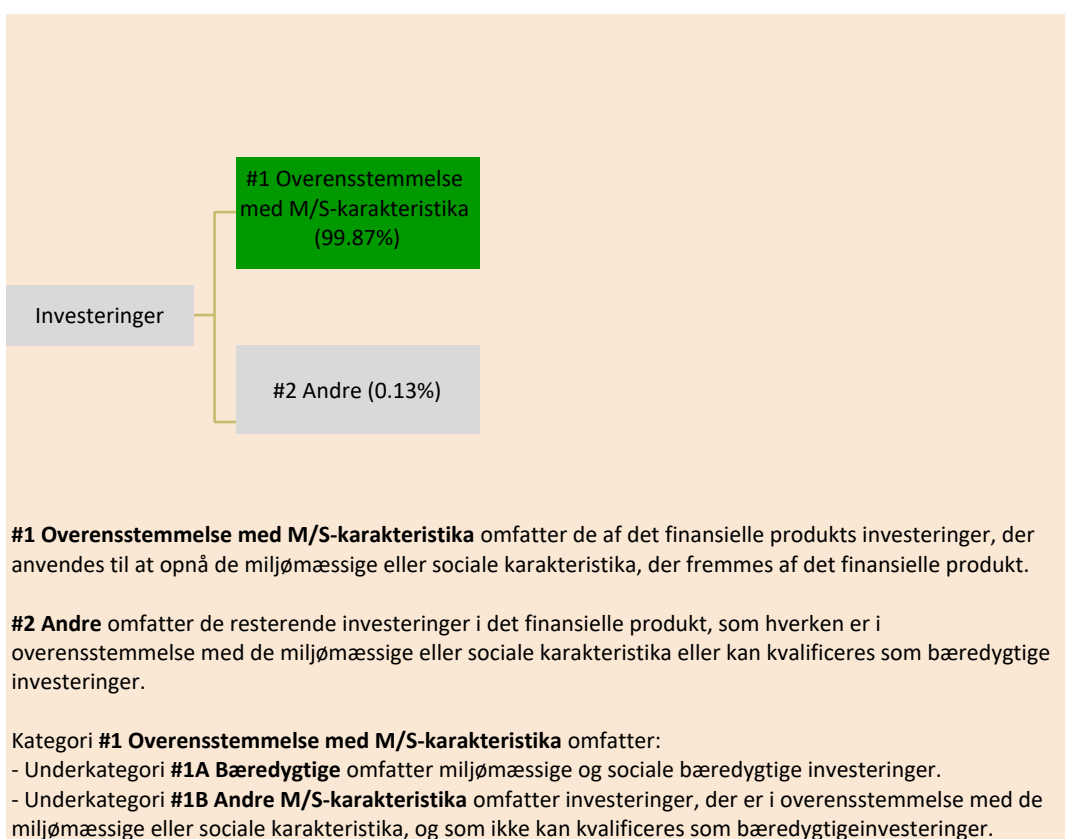 #1 Overensstemmelse
med M/S-karakteristika
(99.87%)
Investeringer
#2 Andre (0.13%)
#1 Overensstemmelse med M/S-karakteristika omfatter de af det finansielle produkts investeringer, der
anvendes til at opnå de miljømæssige eller sociale karakteristika, der fremmes af det finansielle produkt.
#2 Andre omfatter de resterende investeringer i det finansielle produkt, som hverken er i
overensstemmelse med de miljømæssige eller sociale karakteristika eller kan kvalificeres som bæredygtige
investeringer.
Kategori #1 Overensstemmelse med M/S-karakteristika omfatter:
- Underkategori #1A Bæredygtige omfatter miljømæssige og sociale bæredygtige investeringer.
- Underkategori #1B Andre M/S-karakteristika omfatter investeringer, der er i overensstemmelse med de
miljømæssige eller sociale karakteristika, og som ikke kan kvalificeres som bæredygtigeinvesteringer.